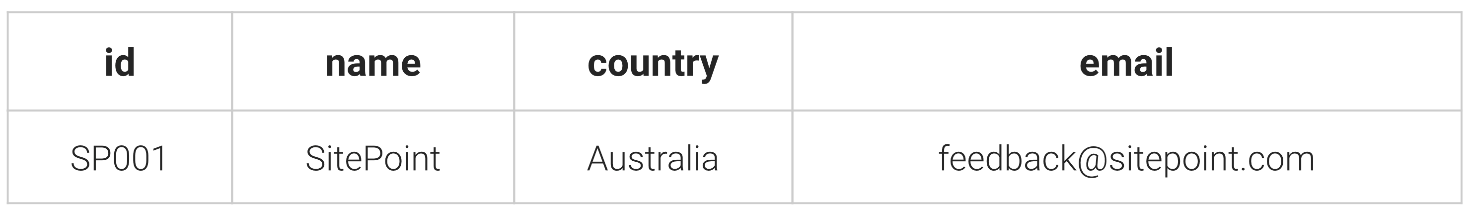 id name country email
SP001 SitePoint Australia feedback@sitepoint.com